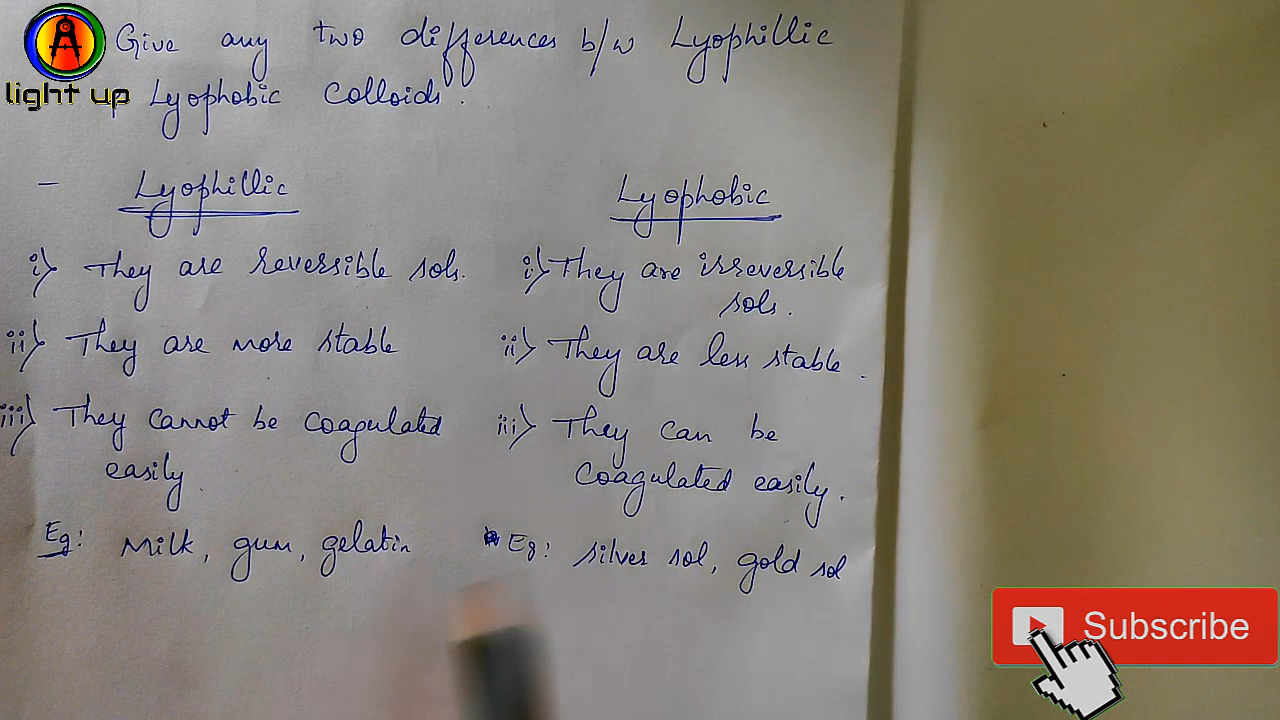 Give any two differences b/w Lyophillic
light up
Lyophobic Colloids.
- Lyophillic
Lyophobic
i) They are reversible sols.
i) They are irreversible
sols.
ii) They are more stable
ii) They are less stable.
iii) They cannot be coagulated
easily.
iii) They can be
coagulated easily.
Eg: Milk, gum, gelatin
Eg: silver sol, gold sol
Subscribe